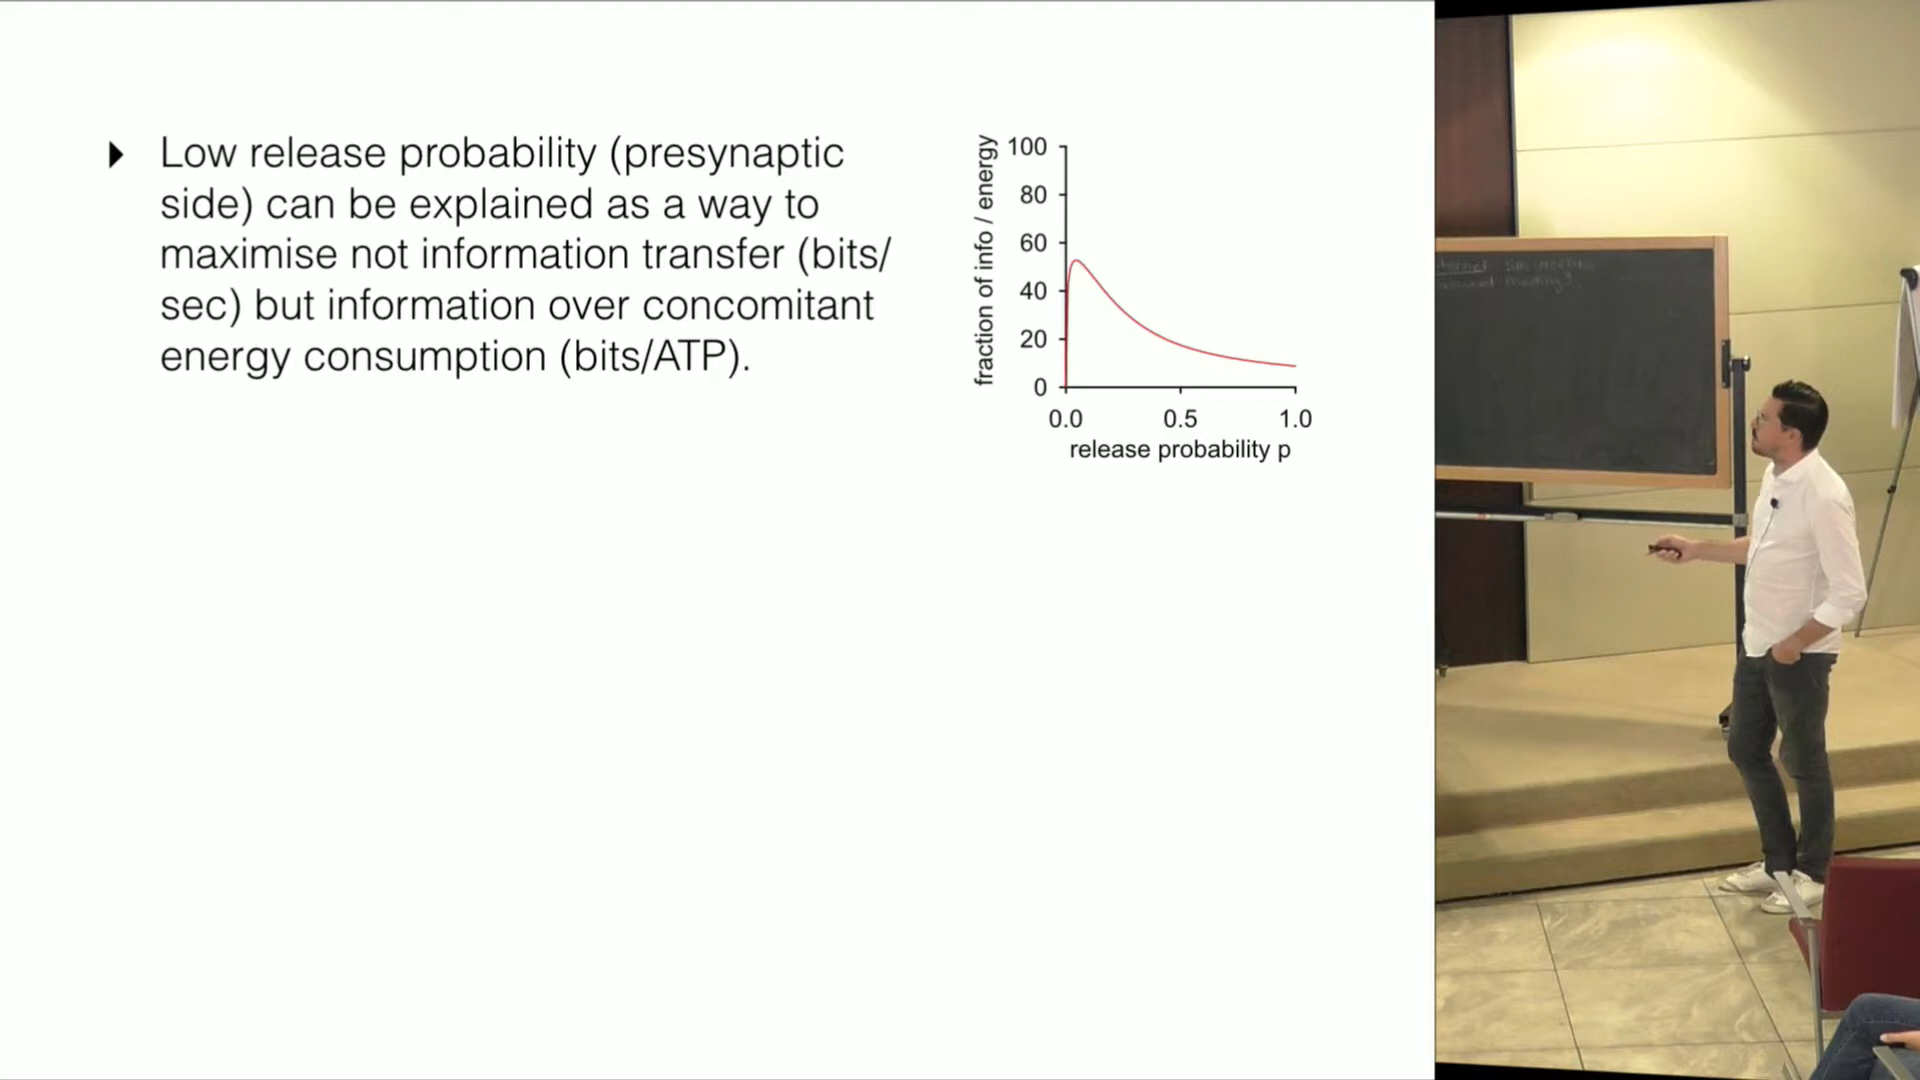 Low release probability (presynaptic
side) can be explained as a way to
maximise not information transfer (bits/
sec) but information over concomitant
energy consumption (bits/ATP).
fraction of info / energy
100
80
60
40
20
0
0.0 0.5 1.0
release probability p